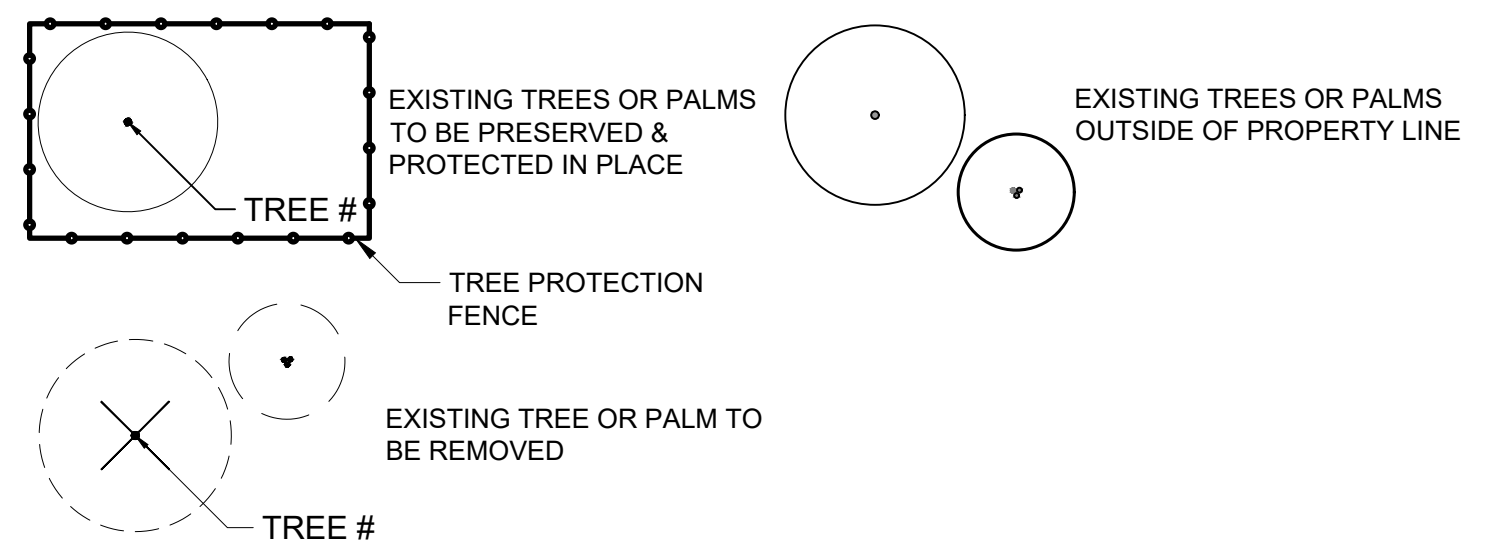 EXISTING TREES OR PALMS
TO BE PRESERVED &
PROTECTED IN PLACE
TREE #
TREE PROTECTION
FENCE
EXISTING TREES OR PALMS
OUTSIDE OF PROPERTY LINE
EXISTING TREE OR PALM TO
BE REMOVED
TREE #